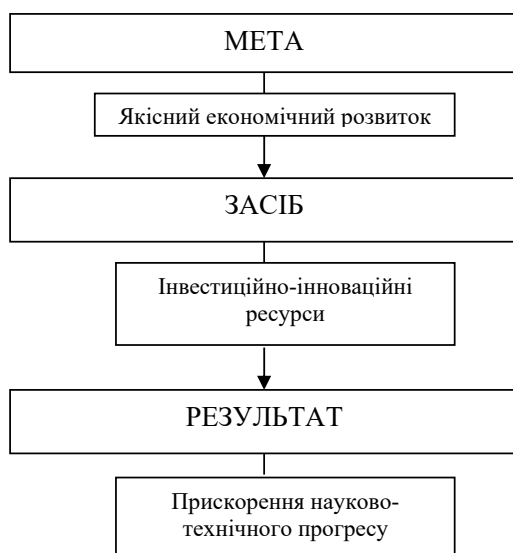 МЕТА
Якісний економічний розвиток
ЗАСІБ
Інвестиційно-інноваційні
ресурси
РЕЗУЛЬТАТ
Прискорення науково-
технічного прогресу